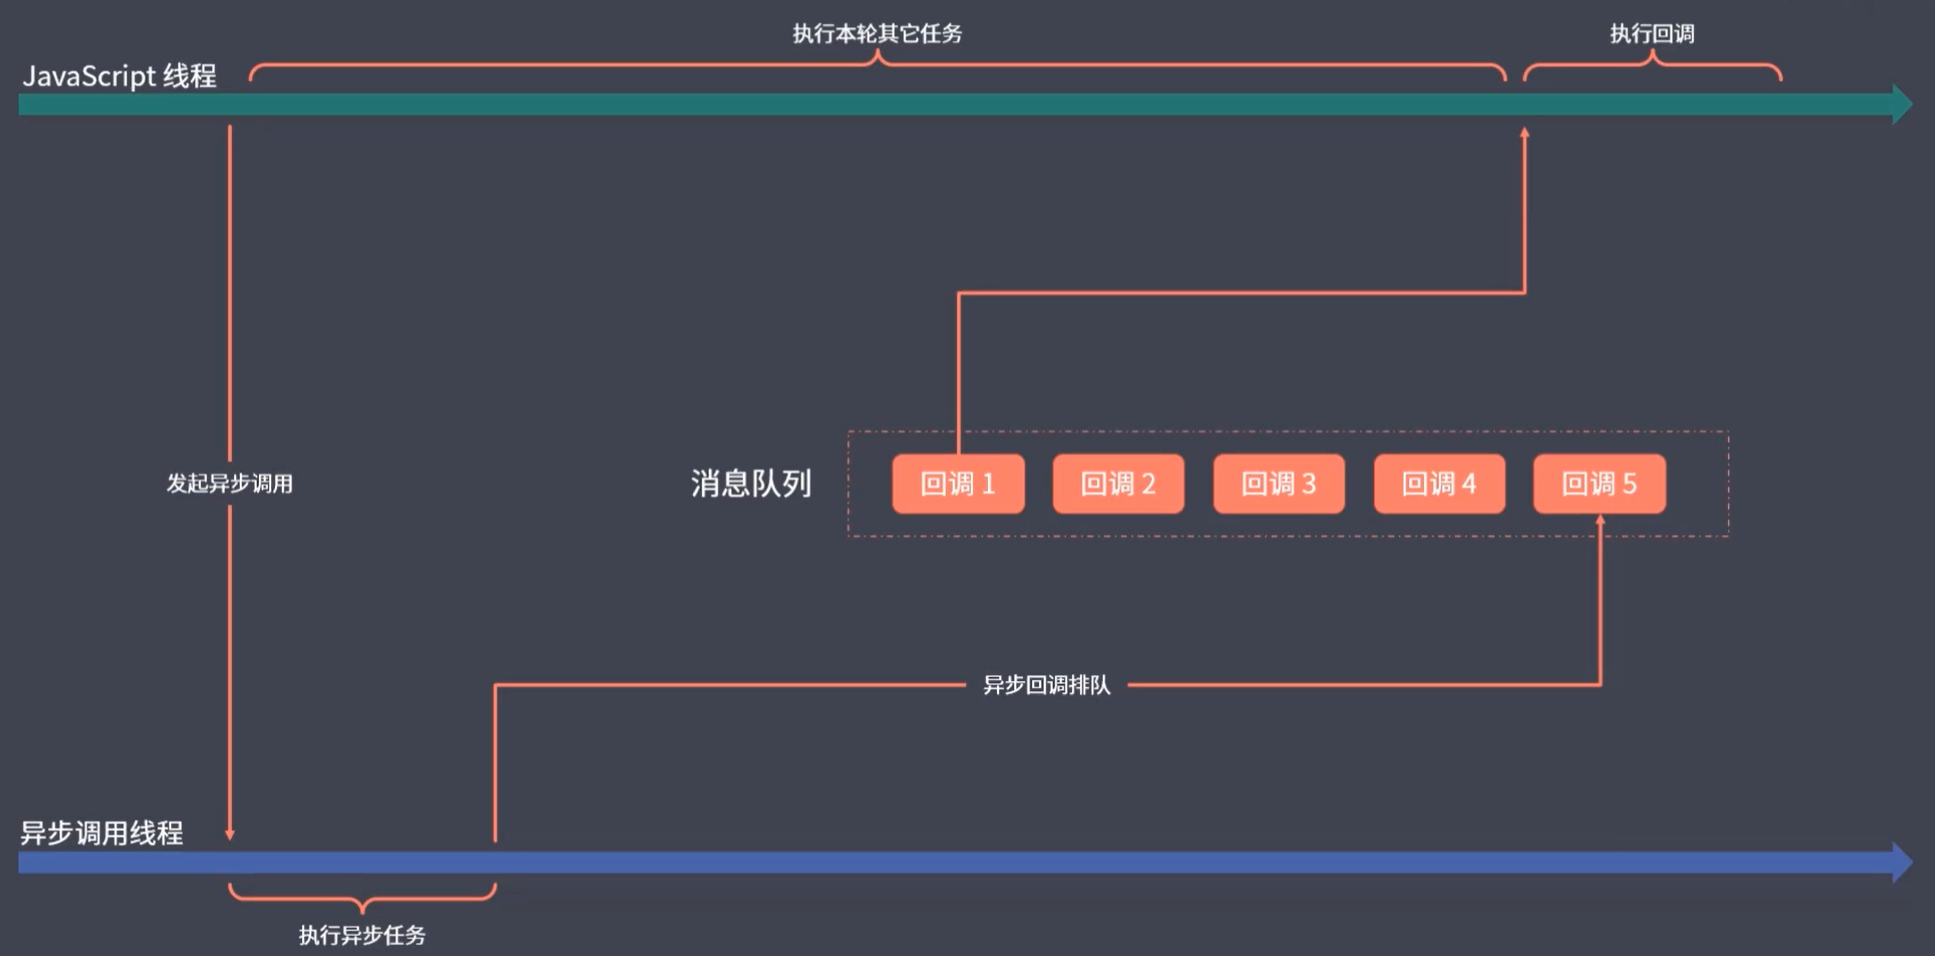 执行本轮其它任务
执行回调
JavaScript 线程
发起异步调用
消息队列
回调 1
回调 2
回调 3
回调 4
回调 5
异步回调排队
异步调用线程
执行异步任务